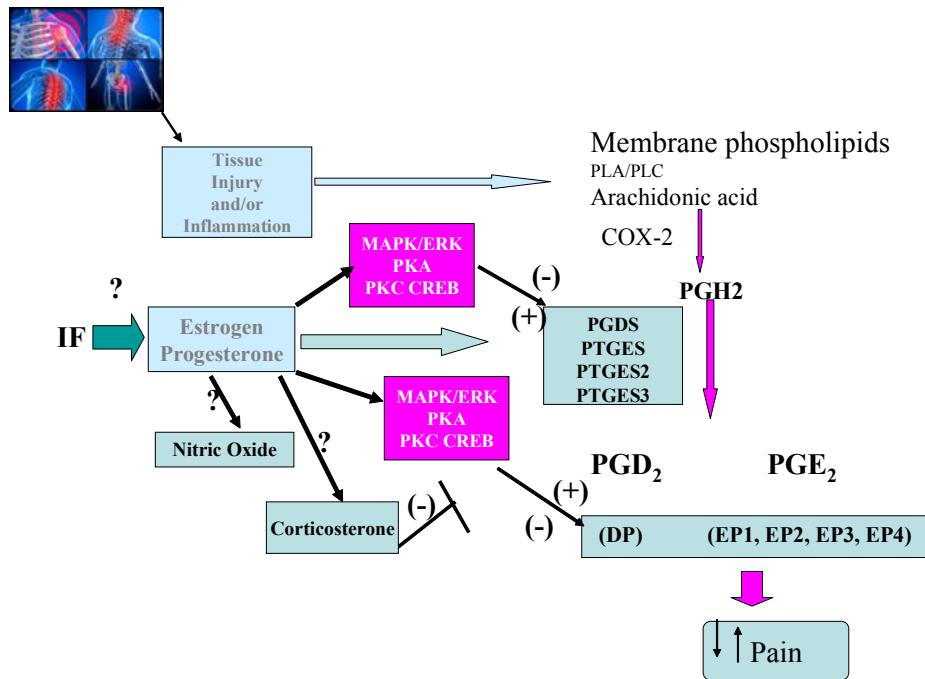 Tissue
Injury
and/or
Inflammation
Membrane phospholipids
PLA/PLC
Arachidonic acid
COX-2
PGH2
MAPK/ERK
PKA
PKC CREB
(-)
(+)
PGDS
PTGES
PTGES2
PTGES3
?
IF
Estrogen
Progesterone
?
Nitric Oxide
?
Corticosterone
(-)
MAPK/ERK
PKA
PKC CREB
(+)
(-)
PGD₂
PGE₂
(DP)
(EP1, EP2, EP3, EP4)
Pain